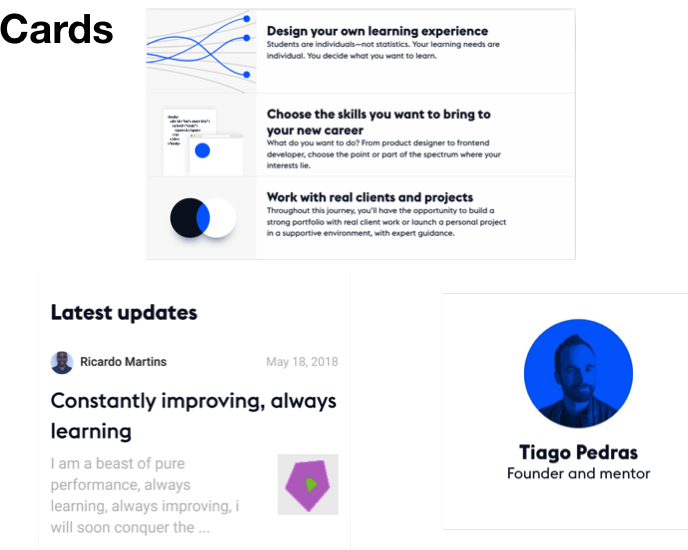 Cards
Design your own learning experience
Students are individuals—not statistics. Your learning needs are
individual. You decide what you want to learn.
Choose the skills you want to bring to
your new career
What do you want to do? From product designer to frontend
developer, choose the point or part of the spectrum where your
interests lie.
Work with real clients and projects
Throughout this journey, you'll have the opportunity to build a
strong portfolio with real client work or launch a personal project
in a supportive environment, with expert guidance.
Latest updates
Ricardo Martins May 18, 2018
Constantly improving, always
learning
I am a beast of pure
performance, always
learning, always improving, i
will soon conquer the ...
Tiago Pedras
Founder and mentor